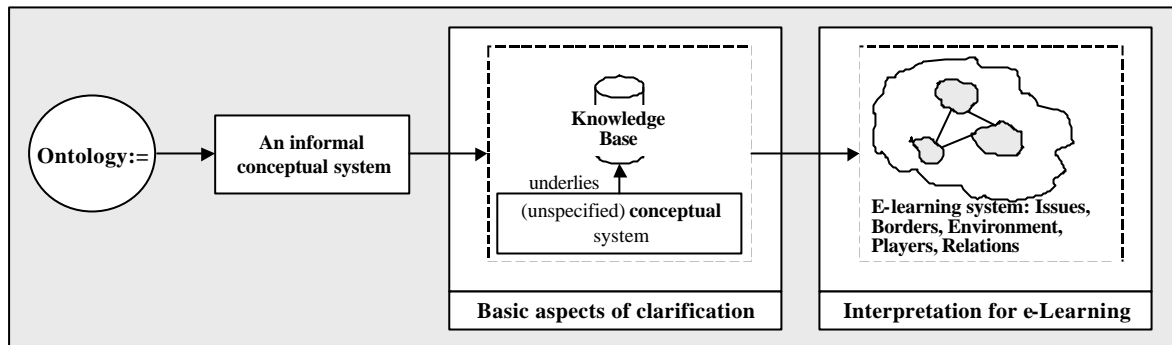 Ontology:=
An informal
conceptual system
Knowledge
Base
underlies
(unspecified) conceptual
system
Basic aspects of clarification
E-learning system: Issues,
Borders, Environment,
Players, Relations
Interpretation for e-Learning